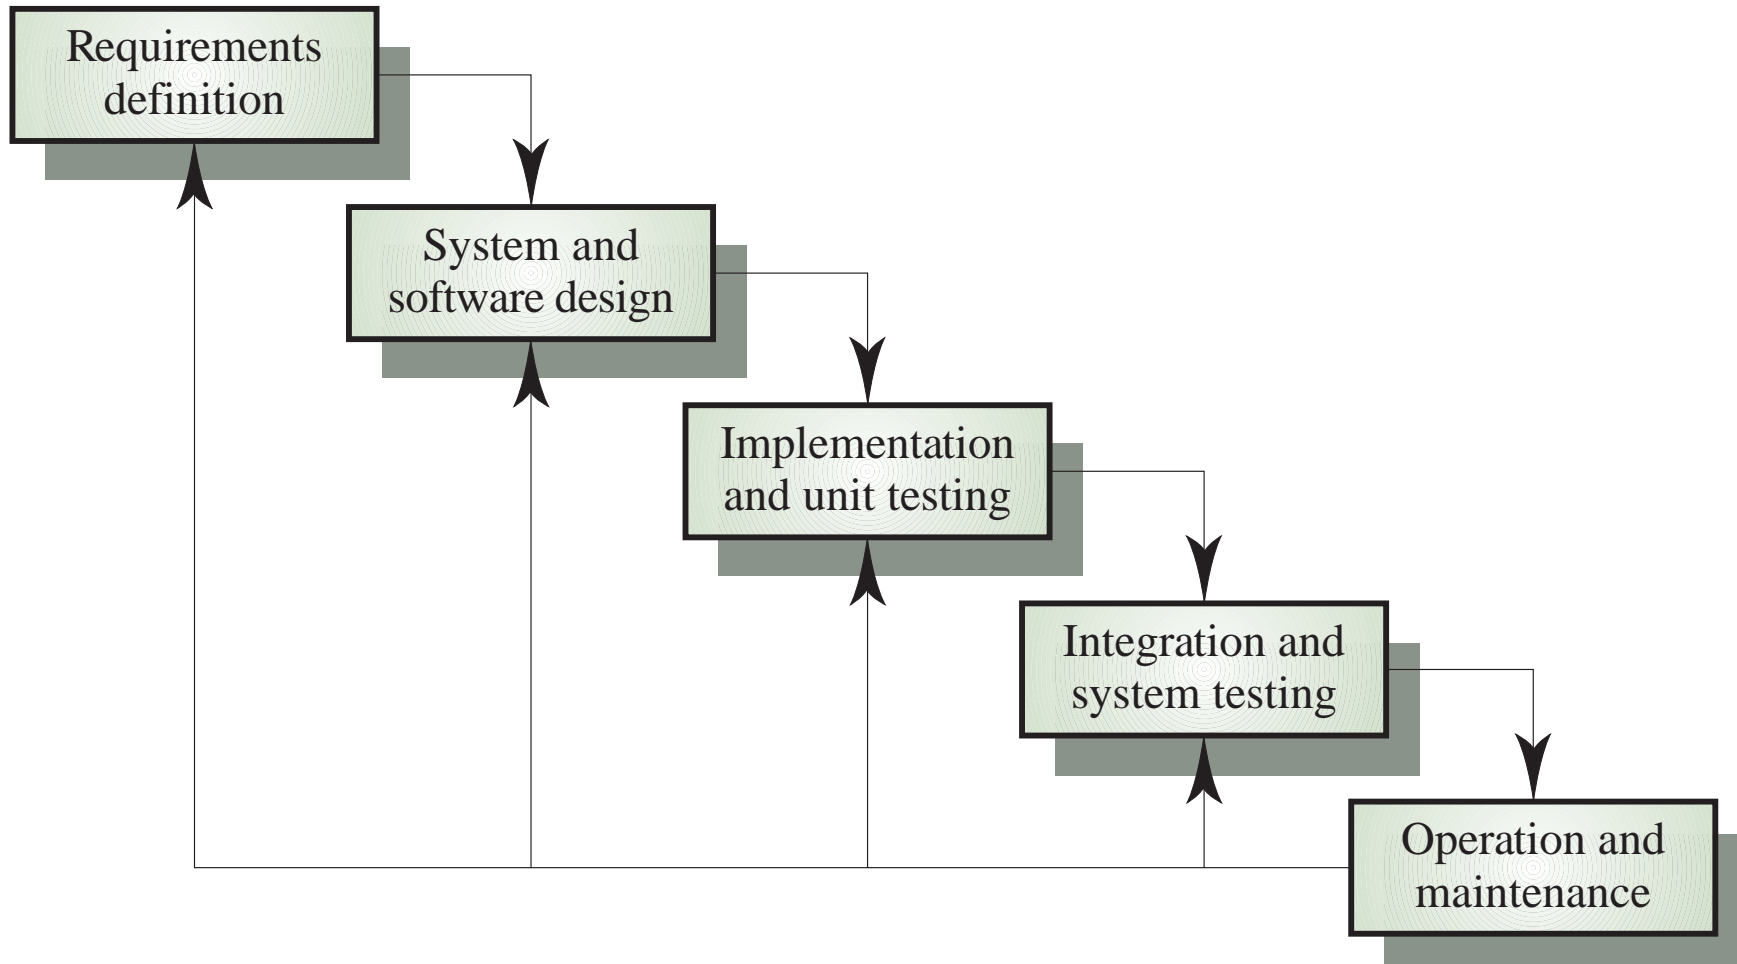 Requirements
definition
System and
software design
Implementation
and unit testing
Integration and
system testing
Operation and
maintenance